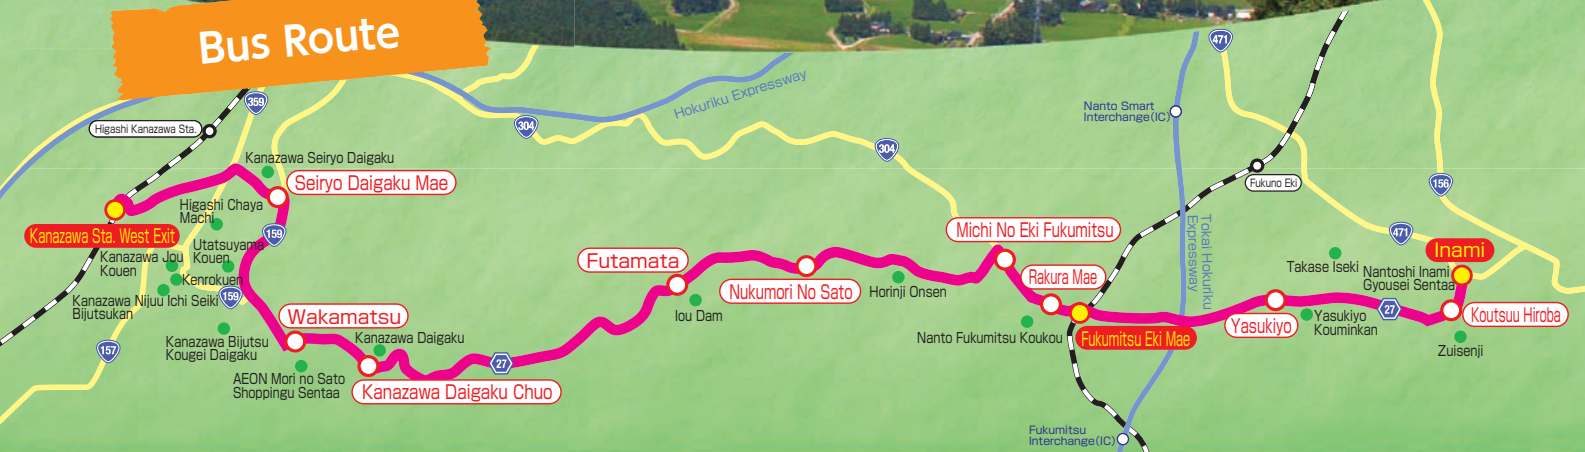 Bus Route
471
Hokuriku Expressway
359
Nanto Smart
Interchange(IC)
304
Higashi Kanazawa Sta.
304
Kanazawa Seiryo Daigaku
Seiryo Daigaku Mae
Fukuno Eki
156
Higashi Chaya
Machi
Kanazawa Sta. West Exit
159
Utatsuyama
Kouen
Michi No Eki Fukumitsu
Tokai Hokuriku
Expressway
471
Inami
Kanazawa Jou
Kouen
Kenrokuen
Futamata
Rakura Mae
Takase Iseki
Nantoshi Inami
Gyousei Sentaa
Kanazawa Nijuu Ichi Seiki
Bijutsukan
159
Nukumori No Sato
Horinji Onsen
Iou Dam
Wakamatsu
27
Koutsuu Hiroba
Yasukiyo
Yasukiyo
Kouminkan
Kanazawa Bijutsu
Kougei Daigaku
Kanazawa Daigaku
Nanto Fukumitsu Koukou
Fukumitsu Eki Mae
Zuisenji
157
27
AEON Mori no Sato
Shoppingu Sentaa
Kanazawa Daigaku Chuo
Fukumitsu
Interchange(IC)